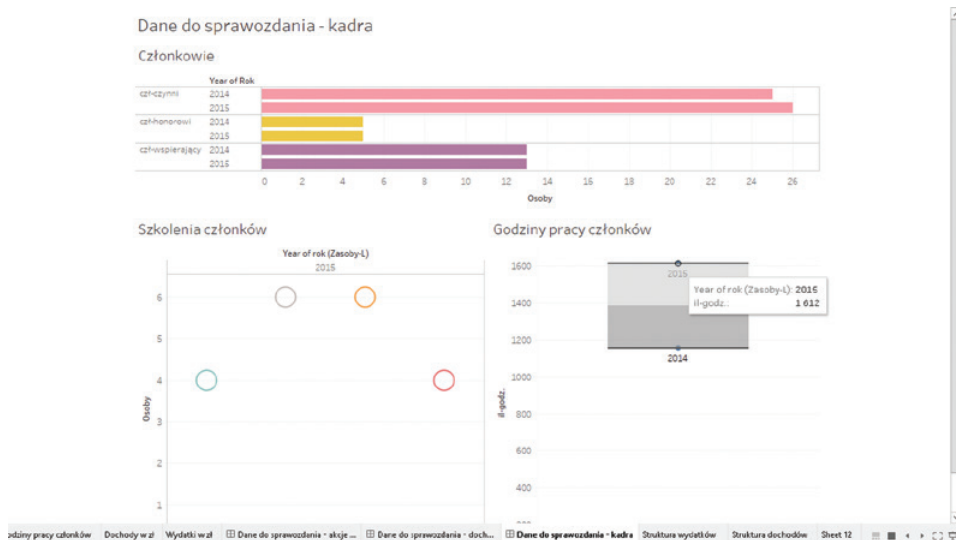 Dane do sprawozdania - kadra
Członkowie
Year of Rok
czł-czynni 2014
2015
czł-honorowi 2014
2015
czł-wspierający 2014
2015
0 2 4 6 8 10 12 14 16 18 20 22 24 26
Osoby
Szkolenia członków
Year of rok (Zasoby-L)
2015
6
5
4
3
2
1
Osoby
Godziny pracy członków
1600
1400
1200
1000
800
600
400
200
il-godz.
2015
Year of rok (Zasoby-L): 2015
il-godz.: 1 612
2014
odziny pracy członków Dochody w zł Wydatki w zł Dane do sprawozdania - akcje ... Dane do sprawozdania - doch... Dane do sprawozdania - kadra Struktura wydatków Struktura dochodów Sheet 12